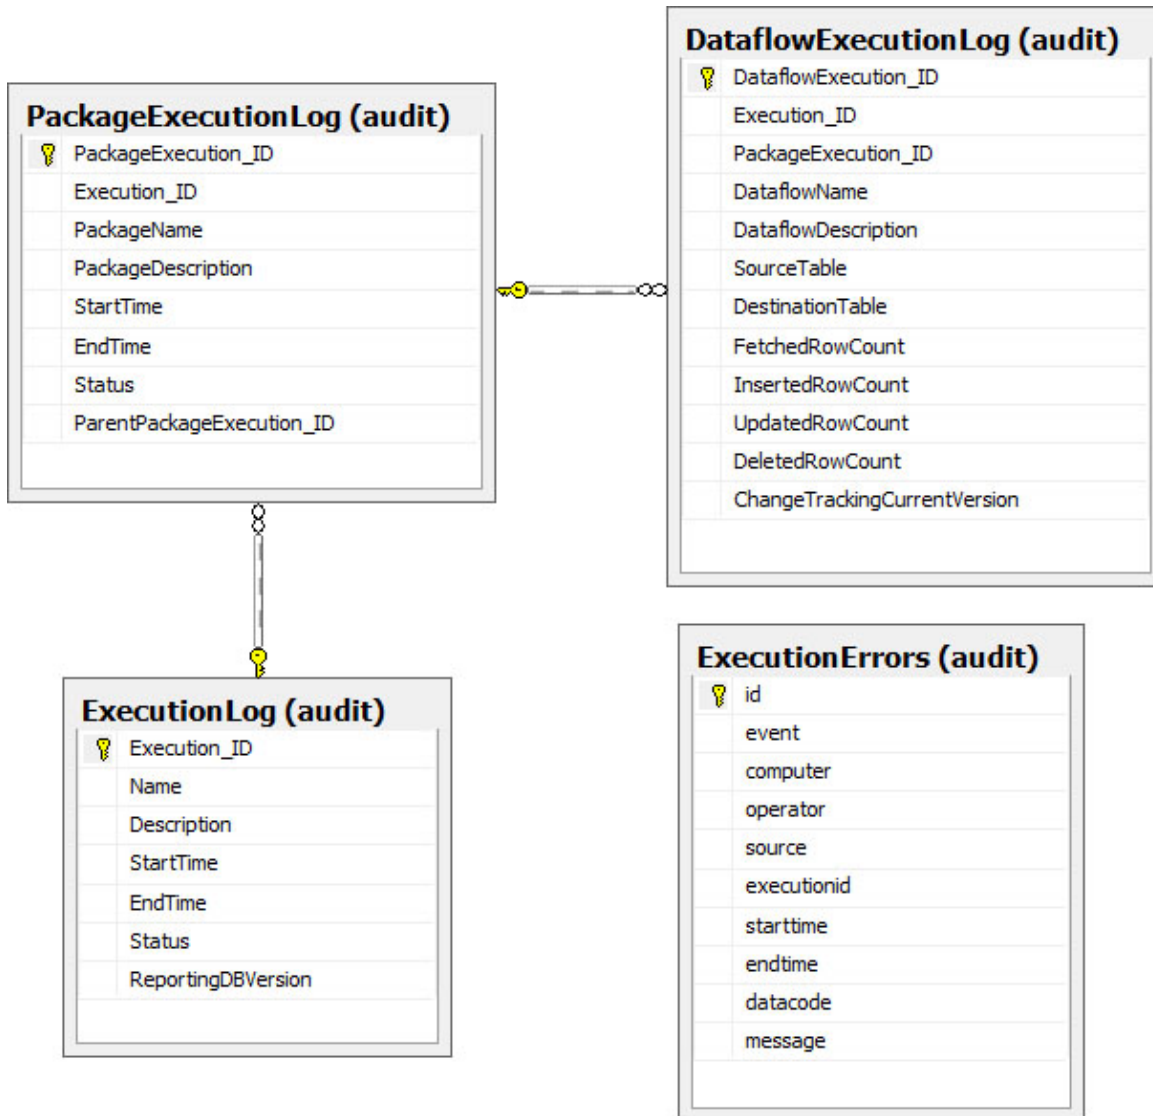 PackageExecutionLog (audit)
PackageExecution_ID
Execution_ID
PackageName
PackageDescription
StartTime
EndTime
Status
ParentPackageExecution_ID
DataflowExecutionLog (audit)
DataflowExecution_ID
Execution_ID
PackageExecution_ID
DataflowName
DataflowDescription
SourceTable
DestinationTable
FetchedRowCount
InsertedRowCount
UpdatedRowCount
DeletedRowCount
ChangeTrackingCurrentVersion
ExecutionLog (audit)
Execution_ID
Name
Description
StartTime
EndTime
Status
ReportingDBVersion
ExecutionErrors (audit)
id
event
computer
operator
source
executionid
starttime
endtime
datacode
message